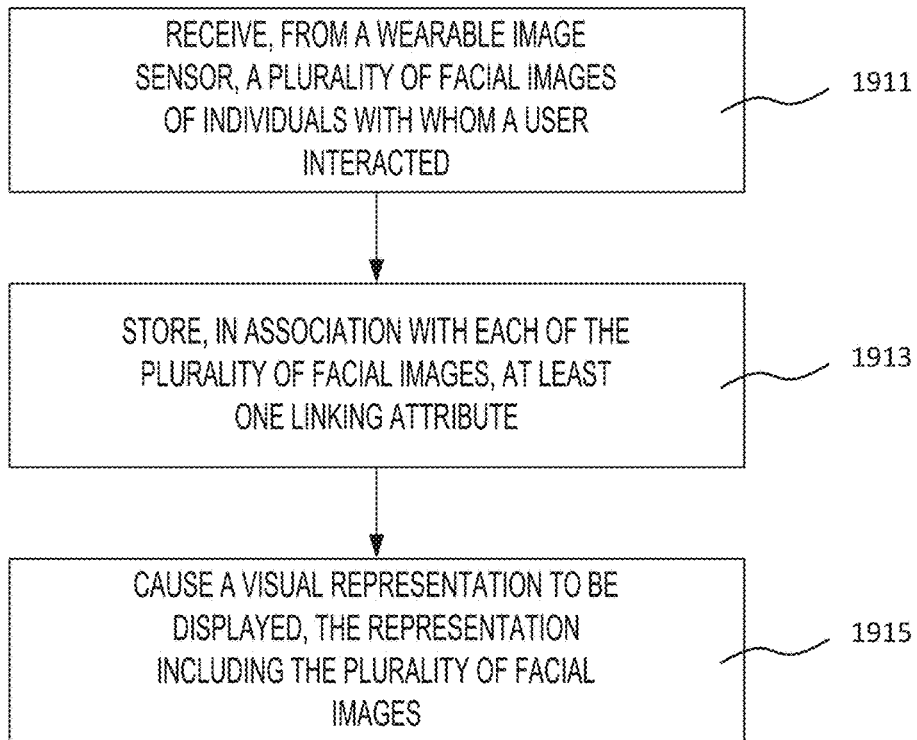 RECEIVE, FROM A WEARABLE IMAGE
SENSOR, A PLURALITY OF FACIAL IMAGES
OF INDIVIDUALS WITH WHOM A USER
INTERACTED
1911
STORE, IN ASSOCIATION WITH EACH OF THE
PLURALITY OF FACIAL IMAGES, AT LEAST
ONE LINKING ATTRIBUTE
1913
CAUSE A VISUAL REPRESENTATION TO BE
DISPLAYED, THE REPRESENTATION
INCLUDING THE PLURALITY OF FACIAL
IMAGES
1915